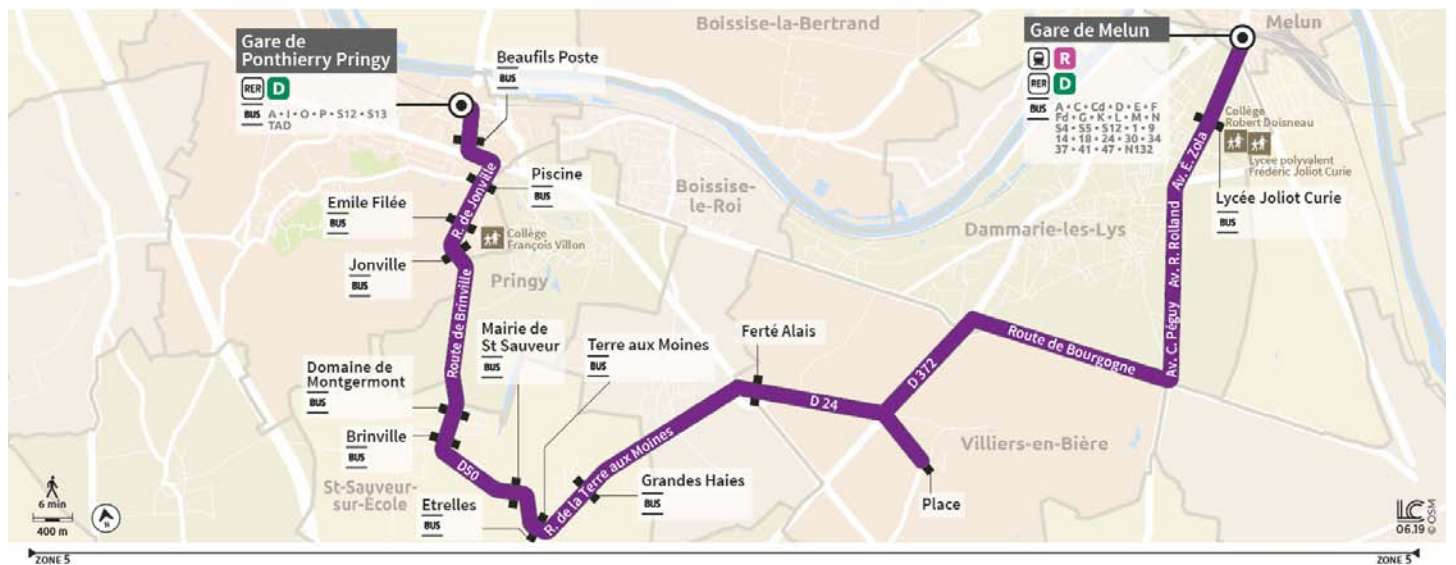 Boissise-la-Bertrand
Melun
Gare de
Ponthierry Pringy
RER D
BUS A • I • O • P • S12 • S13
TAD
Beaufils Poste
BUS
Gare de Melun
R
RER D
BUS A • C • Cd • D • E • F
Fd • G • K • L • M • N
S4 • S5 • S12 • 1 • 9
14 • 18 • 24 • 30 • 34
37 • 41 • 47 • N132
Collège
Robert Doisneau
Lycée polyvalent
Frédéric Joliot Curie
Av. E. Zola
Piscine
BUS
Boissise-
le-Roi
Lycée Joliot Curie
BUS
Emile Filée
BUS
R. de Jonville
Collège
François Villon
Dammarie-les-Lys
Av. R. Rolland
Jonville
BUS
Pringy
Route de Brinville
Mairie de
St Sauveur
BUS
Terre aux Moines
BUS
Ferté Alais
BUS
D 372
Route de Bourgogne
Av. C. Péguy
Domaine de
Montgermont
BUS
D 24
Brinville
BUS
Villiers-en-Bière
D50
St-Sauveur-
sur-École
R. de la Terre aux Moines
Grandes Haies
BUS
Etrelles
BUS
Place
6 min
400 m
N
LC
06.19 © OSM
ZONE 5
ZONE 5